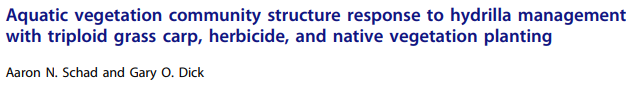 Aquatic vegetation community structure response to hydrilla management
with triploid grass carp, herbicide, and native vegetation planting
Aaron N. Schad and Gary O. Dick